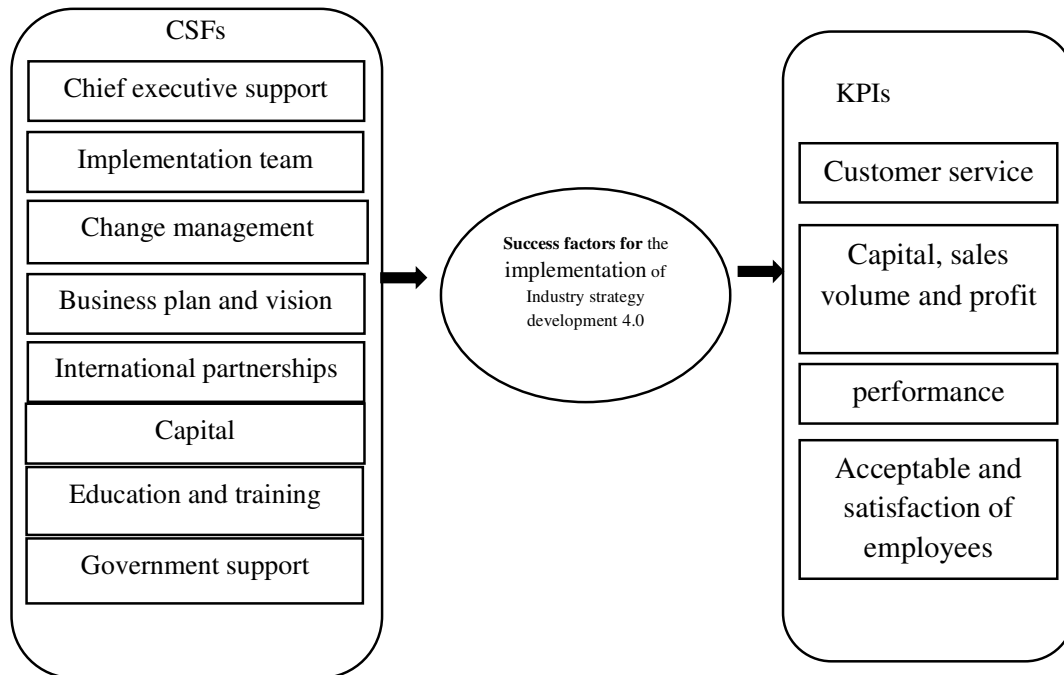 CSFs
Chief executive support
Implementation team
Change management
Business plan and vision
International partnerships
Capital
Education and training
Government support
Success factors for the
implementation of
Industry strategy
development 4.0
KPIs
Customer service
Capital, sales
volume and profit
performance
Acceptable and
satisfaction of
employees